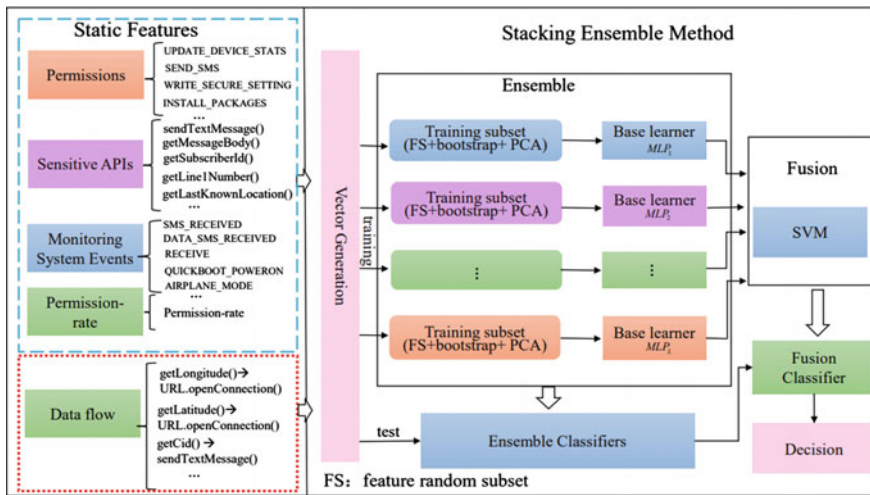 Static Features
Permissions
UPDATE_DEVICE_STATS
SEND_SMS
WRITE_SECURE_SETTING
INSTALL_PACKAGES
...
Sensitive APIs
sendTextMessage()
getMessageBody()
getSubscriberId()
getLine1Number()
getLastKnownLocation()
...
Monitoring
System Events
SMS_RECEIVED
DATA_SMS_RECEIVED
RECEIVE
QUICKBOOT_POWERON
AIRPLANE_MODE
...
Permission-
rate
Permission-rate
Data flow
getLongitude()→
URL.openConnection()
getLatitude()→
URL.openConnection()
getCid()→
sendTextMessage()
...
Stacking Ensemble Method
Vector Generation
training
Ensemble
Training subset
(FS+bootstrap+ PCA)
Base learner
MLP₁
Training subset
(FS+bootstrap+ PCA)
Base learner
MLP₂
⋮
⋮
Training subset
(FS+bootstrap+ PCA)
Base learner
Fusion
SVM
test
Ensemble Classifiers
Fusion
Classifier
Decision
FS: feature random subset